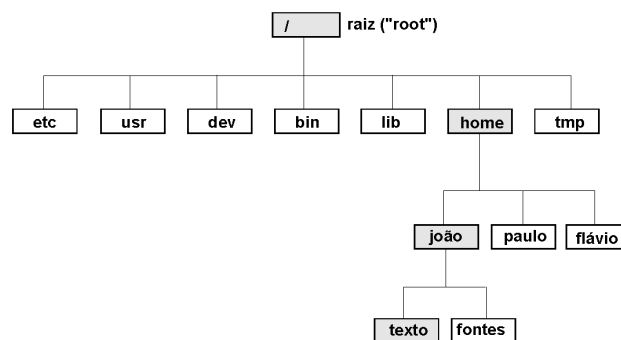 / raiz ("root")
etc usr dev bin lib home tmp
joão paulo flávio
texto fontes